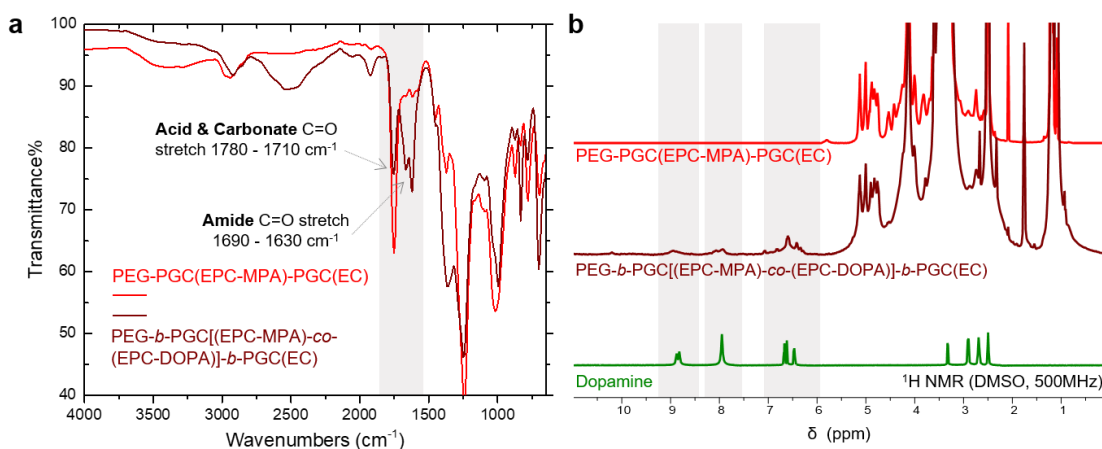 a
Transmittance%
100
90
80
70
60
50
40
Acid & Carbonate C=O
stretch 1780 - 1710 cm⁻¹
Amide C=O stretch
1690 - 1630 cm⁻¹
PEG-PGC(EPC-MPA)-PGC(EC)
PEG-b-PGC[(EPC-MPA)-co-
(EPC-DOPA)]-b-PGC(EC)
4000 3500 3000 2500 2000 1500 1000
Wavenumbers (cm⁻¹)
b
PEG-PGC(EPC-MPA)-PGC(EC)
PEG-b-PGC[(EPC-MPA)-co-(EPC-DOPA)]-b-PGC(EC)
Dopamine
¹H NMR (DMSO, 500MHz)
10 9 8 7 6 5 4 3 2 1
δ (ppm)